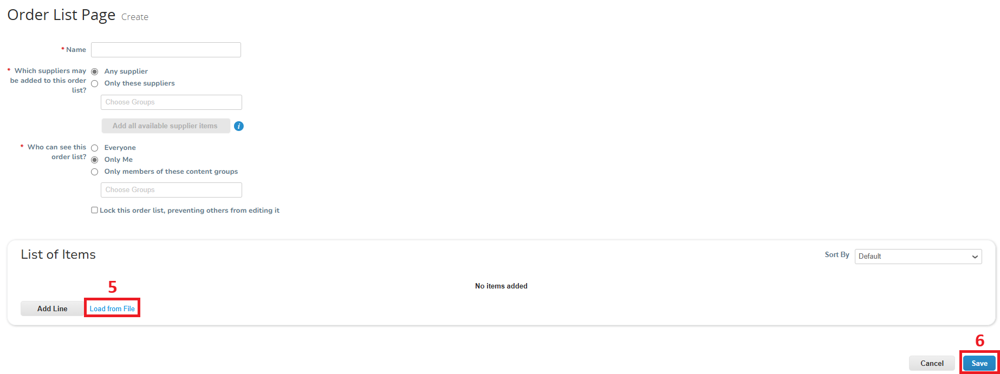 Order List Page Create
* Name
* Which suppliers may
be added to this order
list?
Any supplier
Only these suppliers
Choose Groups
Add all available supplier items i
* Who can see this
order list?
Everyone
Only Me
Only members of these content groups
Choose Groups
Lock this order list, preventing others from editing it
List of Items
Sort By Default
No items added
5
Add Line Load from File
6
Cancel Save